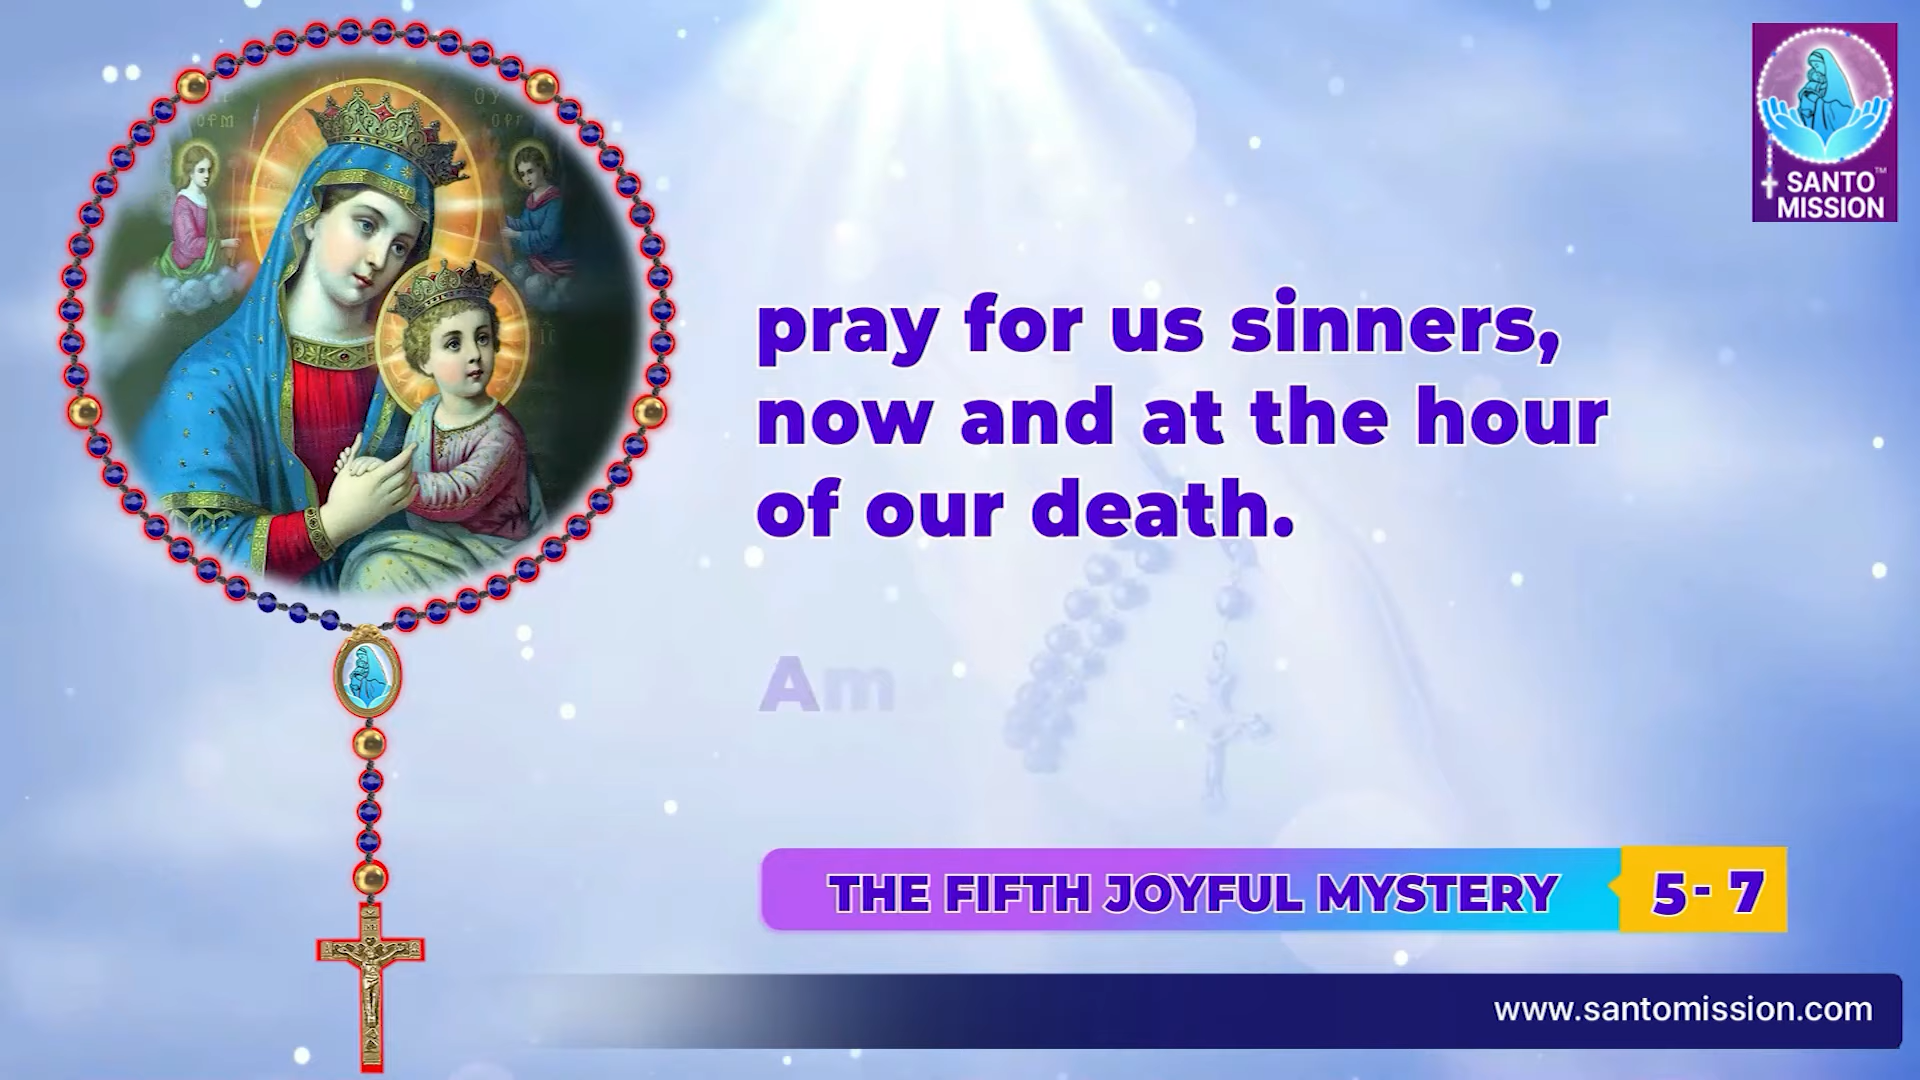 SANTO™
MISSION
pray for us sinners,
now and at the hour
of our death.
Am
THE FIFTH JOYFUL MYSTERY
5- 7
www.santomission.com